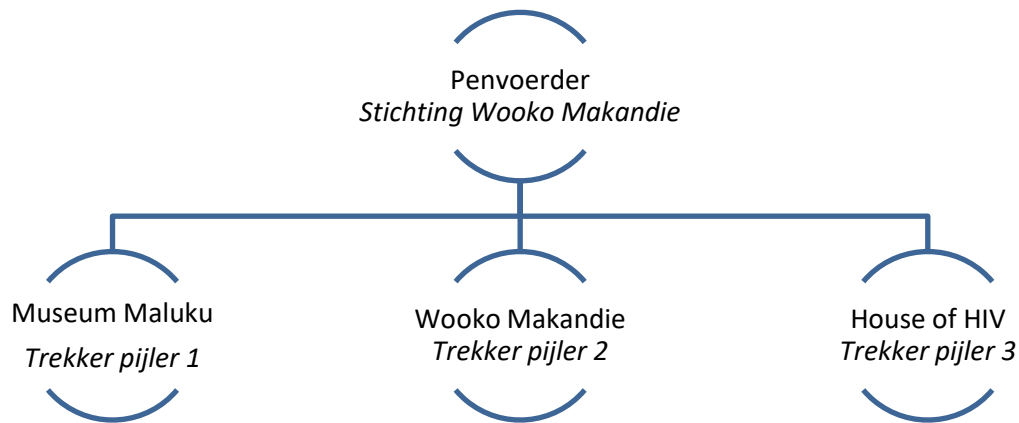 Penvoerder
Stichting Wooko Makandie
Museum Maluku
Trekker pijler 1
Wooko Makandie
Trekker pijler 2
House of HIV
Trekker pijler 3